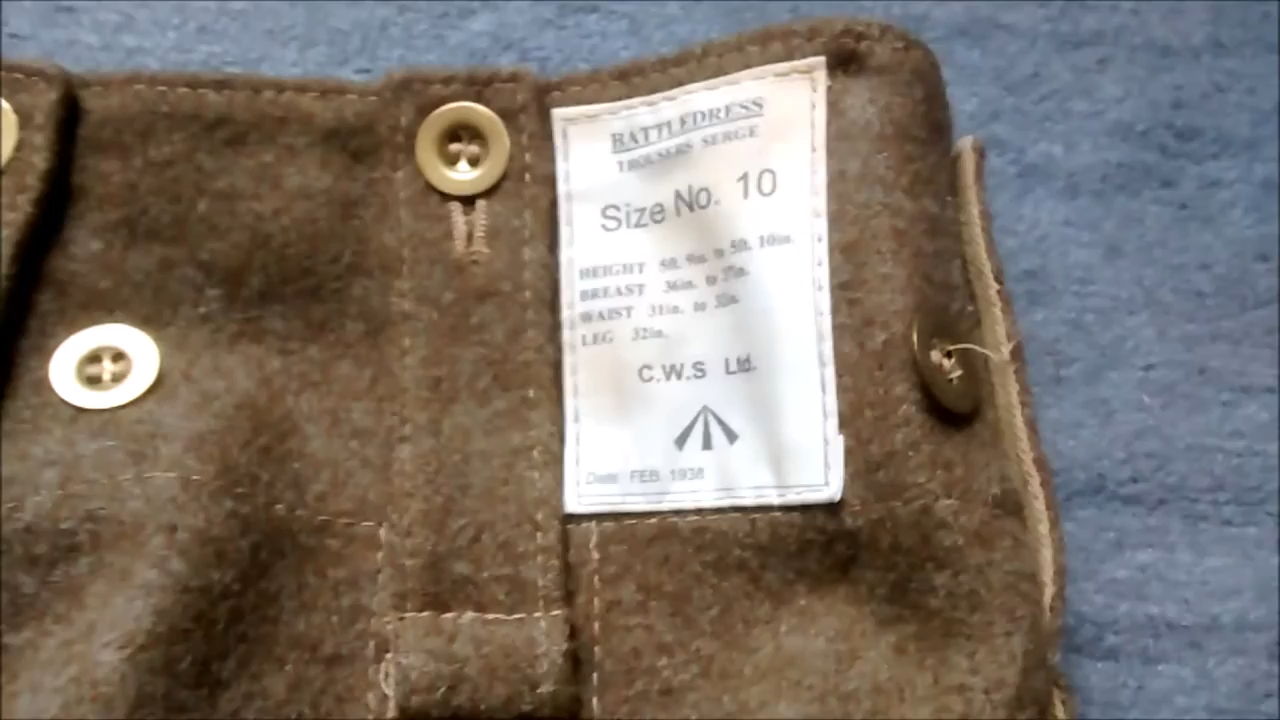 BATTLEDRESS
TROUSERS SERGE
Size No. 10
HEIGHT 5ft. 9in. to 5ft. 10in.
BREAST 36in. to 37in.
WAIST 31in. to
LEG 32in.
C.W.S Ltd.
Date FEB 1938